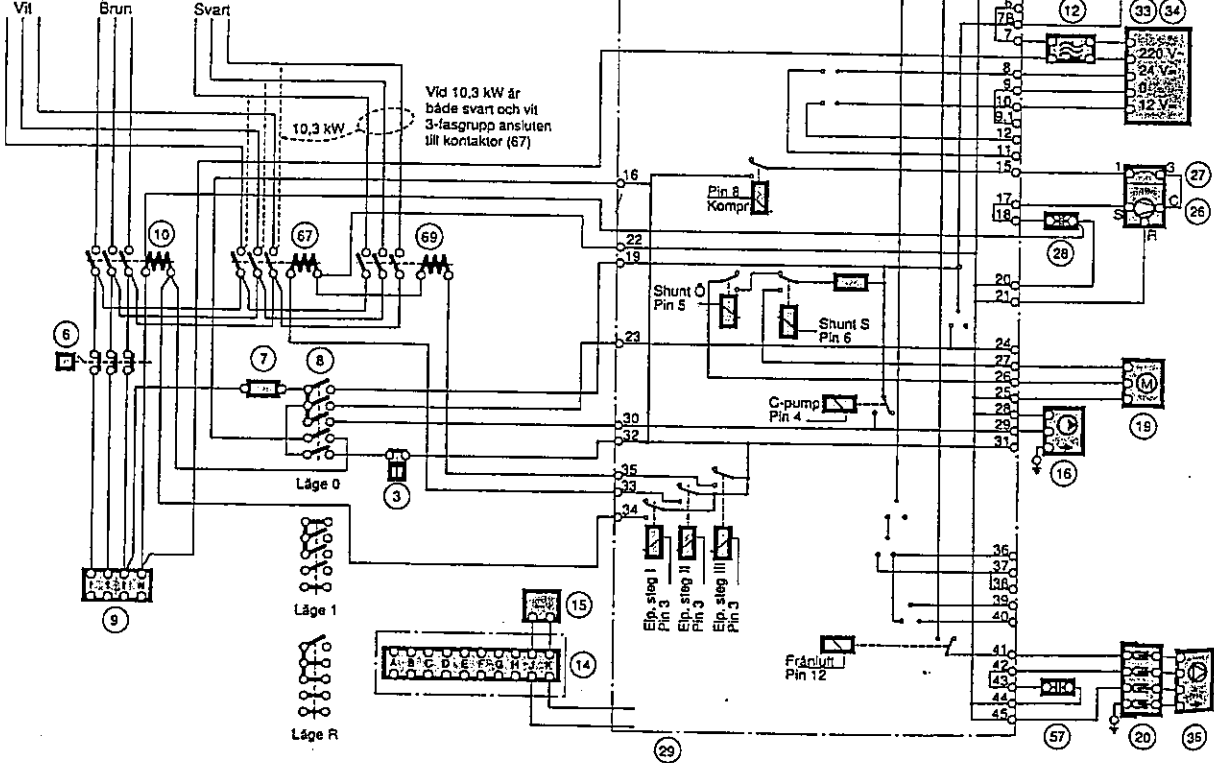 Vit
Brun
Svart
10,3 kW
Vid 10,3 kW är
både svart och vit
3-fasgrupp ansluten
till kontaktor (67)
6
7B
7
12
33
34
220 V~
24 V~
0
12 V~
8
9
10
9,1
12
11
15
16
Pin 8
Kompr
1
3
S
C
R
27
26
17
18
28
10
67
69
22
19
20
21
Shunt Ö
Pin 5
Shunt S
Pin 6
6
7
8
23
24
27
26
25
M
19
C-pump
Pin 4
30
32
28
29
31
16
Läge 0
3
35
33
34
Elp. steg I
Pin 3
Elp. steg II
Pin 3
Elp. steg III
Pin 3
36
37
38
39
40
Läge 1
9
15
A B C D E F G H J K
14
Läge R
Frånluft
Pin 12
41
42
43
44
45
57
20
35
29